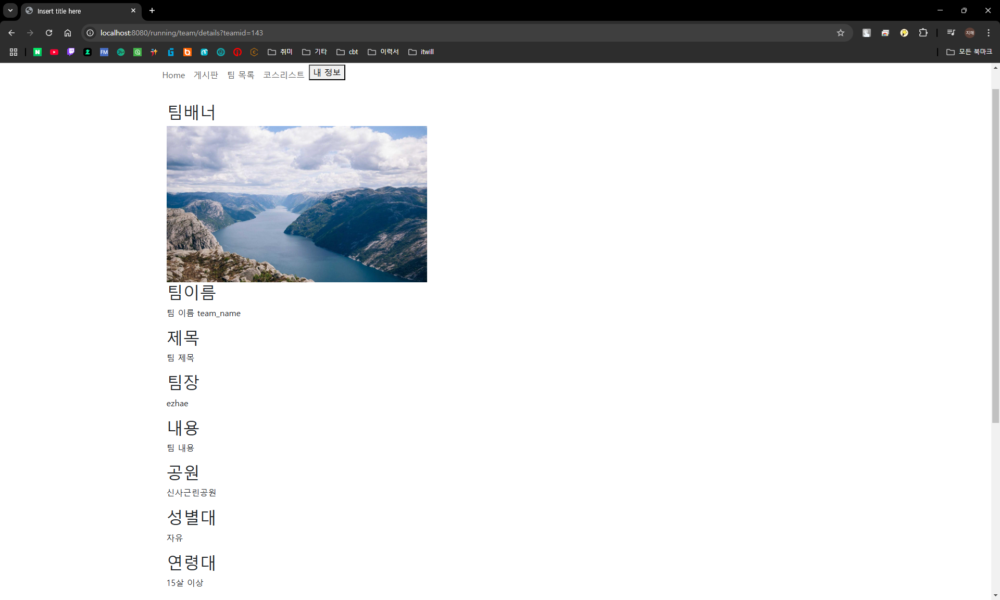 Insert title here
localhost:8080/running/team/details?teamid=143
지해
FM
취미
기타
cbt
이력서
itwill
모든 북마크
Home 게시판 팀 목록 코스리스트 내 정보
팀배너
팀이름
팀 이름 team_name
제목
팀 제목
팀장
ezhae
내용
팀 내용
공원
신사근린공원
성별대
자유
연령대
15살 이상